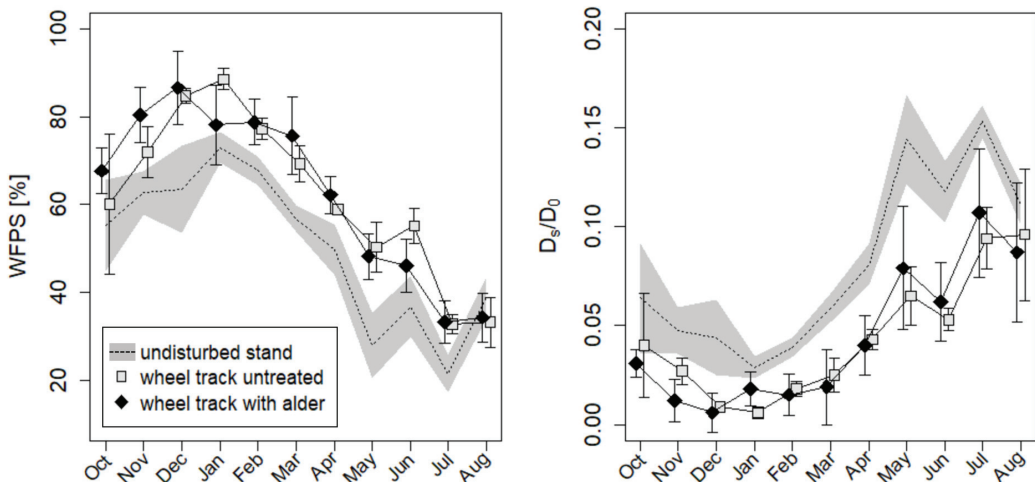 WFPS [%]
100
80
60
40
20
undisturbed stand
wheel track untreated
wheel track with alder
Oct Nov Dec Jan Feb Mar Apr May Jun Jul Aug
Ds/D0
0.20
0.15
0.10
0.05
0.00
Oct Nov Dec Jan Feb Mar Apr May Jun Jul Aug